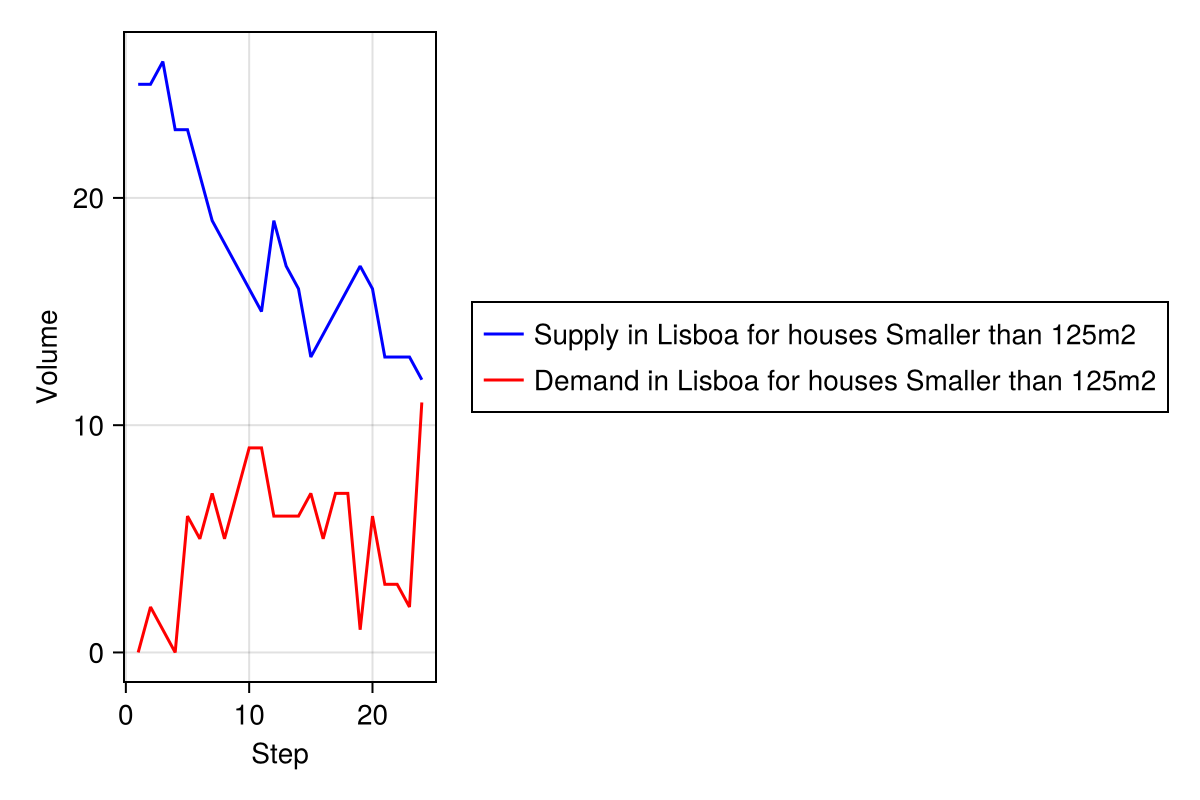 Volume
20
10
0
0 10 20
Step
Supply in Lisboa for houses Smaller than 125m2
Demand in Lisboa for houses Smaller than 125m2